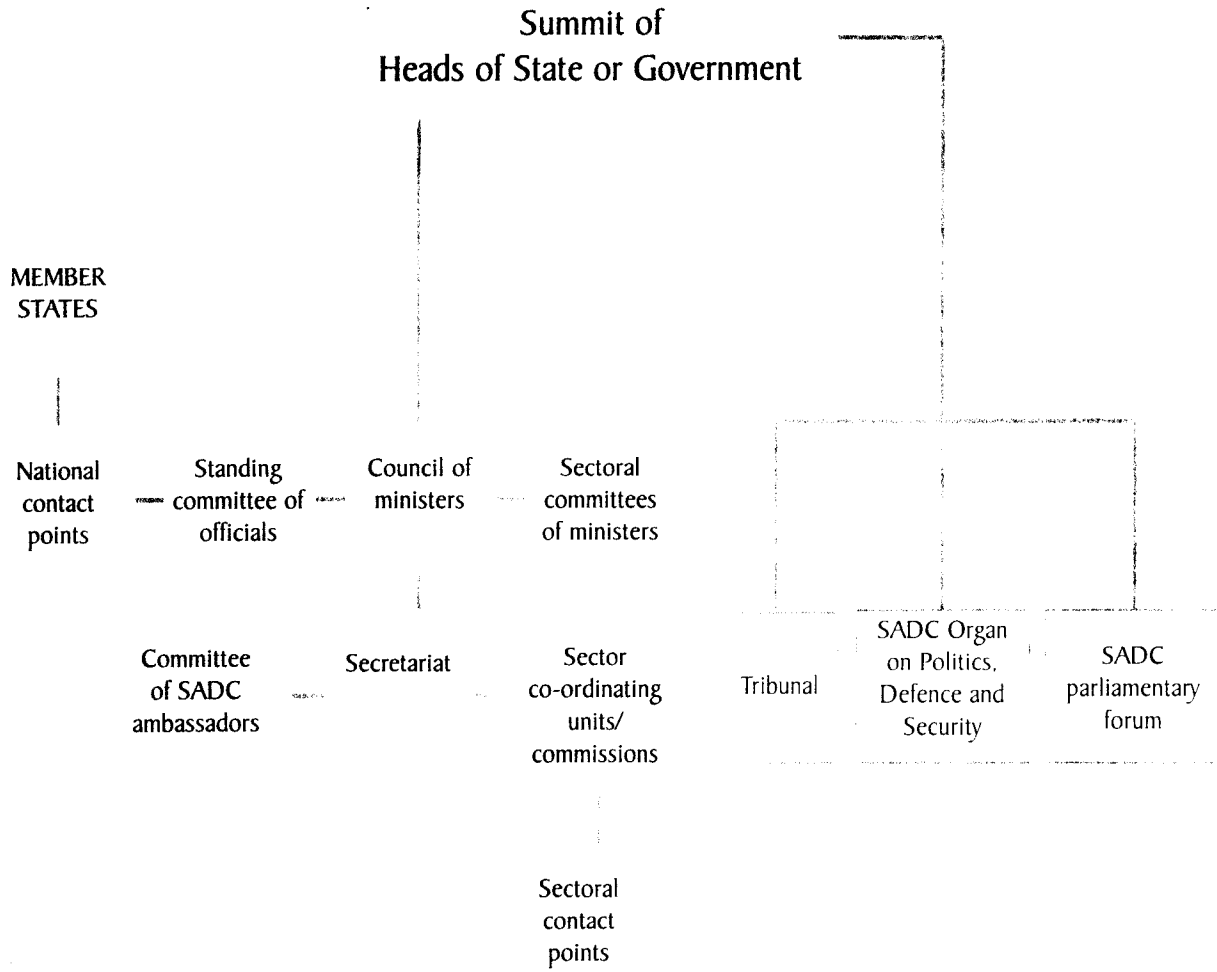 Summit of
Heads of State or Government
MEMBER
STATES
National
contact
points
Standing
committee of
officials
Council of
ministers
Sectoral
committees
of ministers
Committee
of SADC
ambassadors
Secretariat
Sector
co-ordinating
units/
commissions
Tribunal
SADC Organ
on Politics,
Defence and
Security
SADC
parliamentary
forum
Sectoral
contact
points